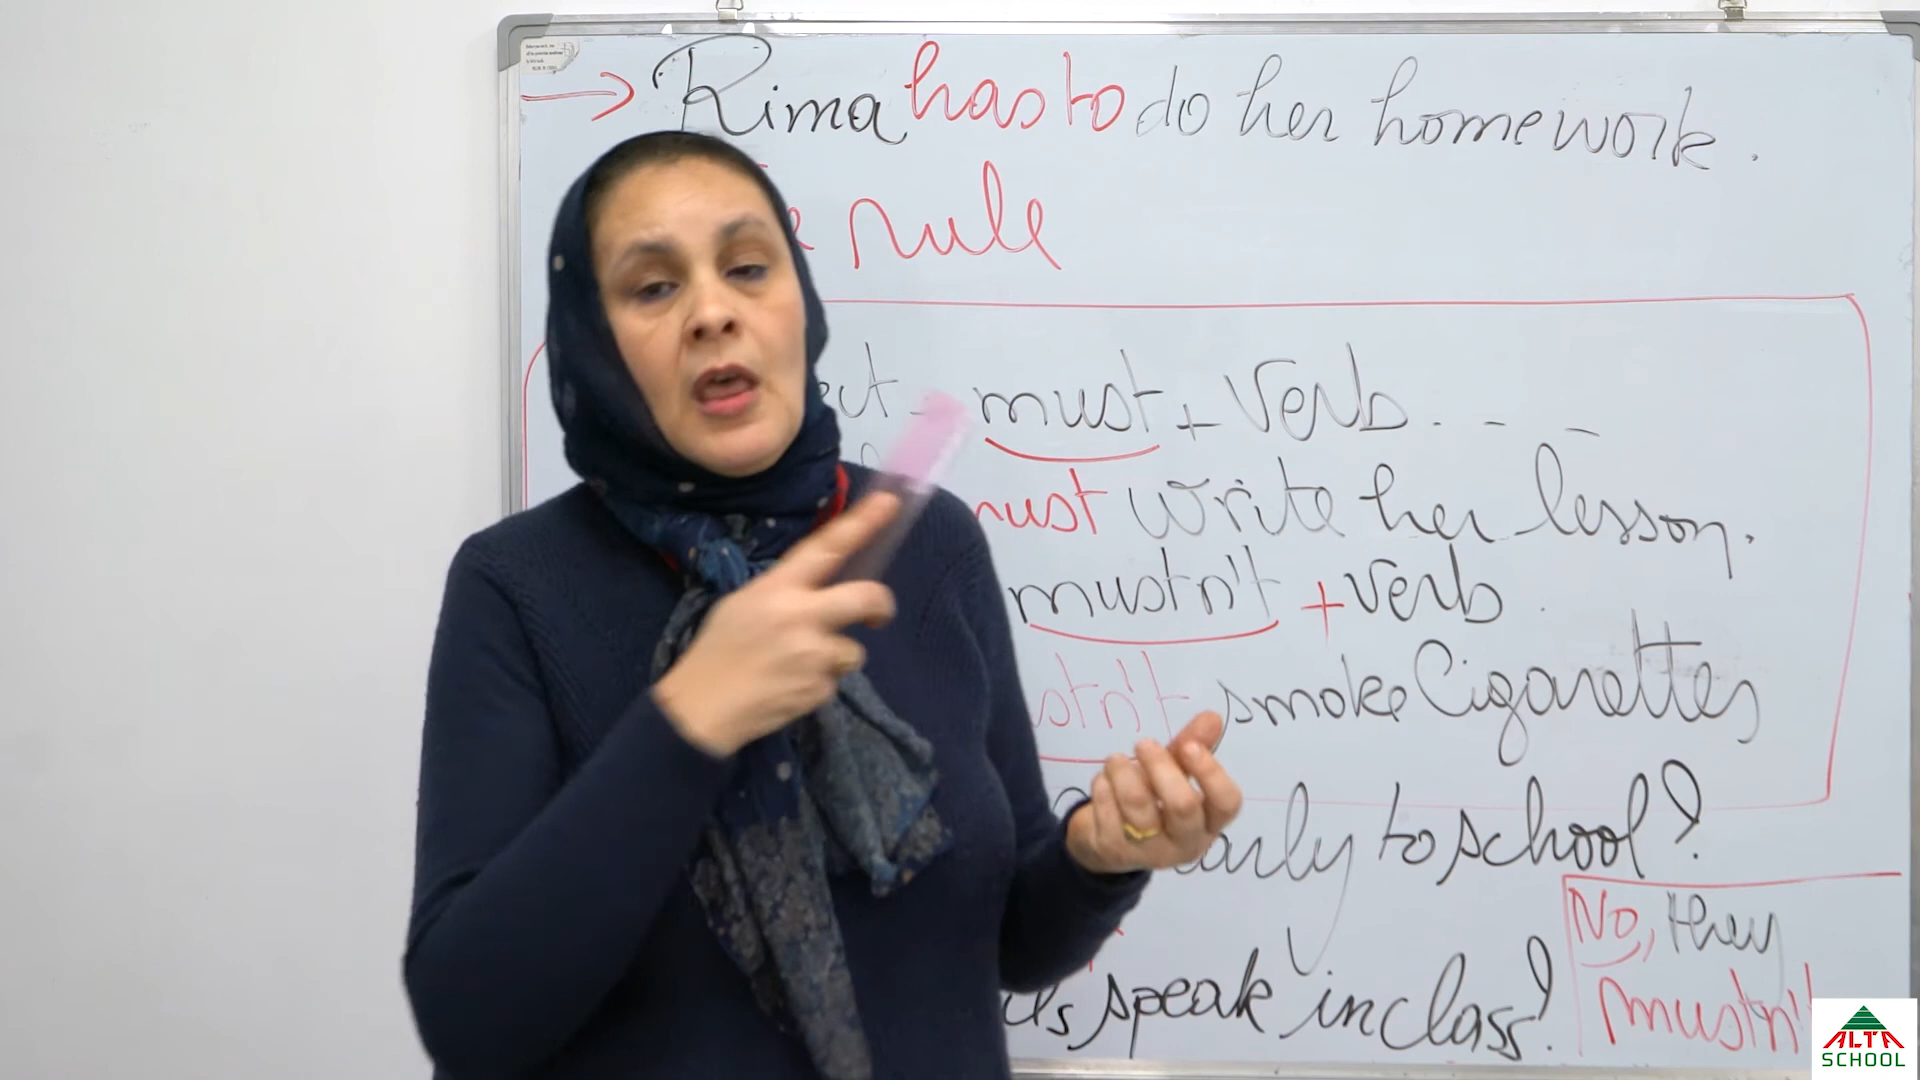 → Rima has to do her homework.
rule
must + verb...
must write her lesson.
mustn't + verb.
smoke Cigarettes
to school?
speak in class?
No, they
mustn't
ALTA
SCHOOL